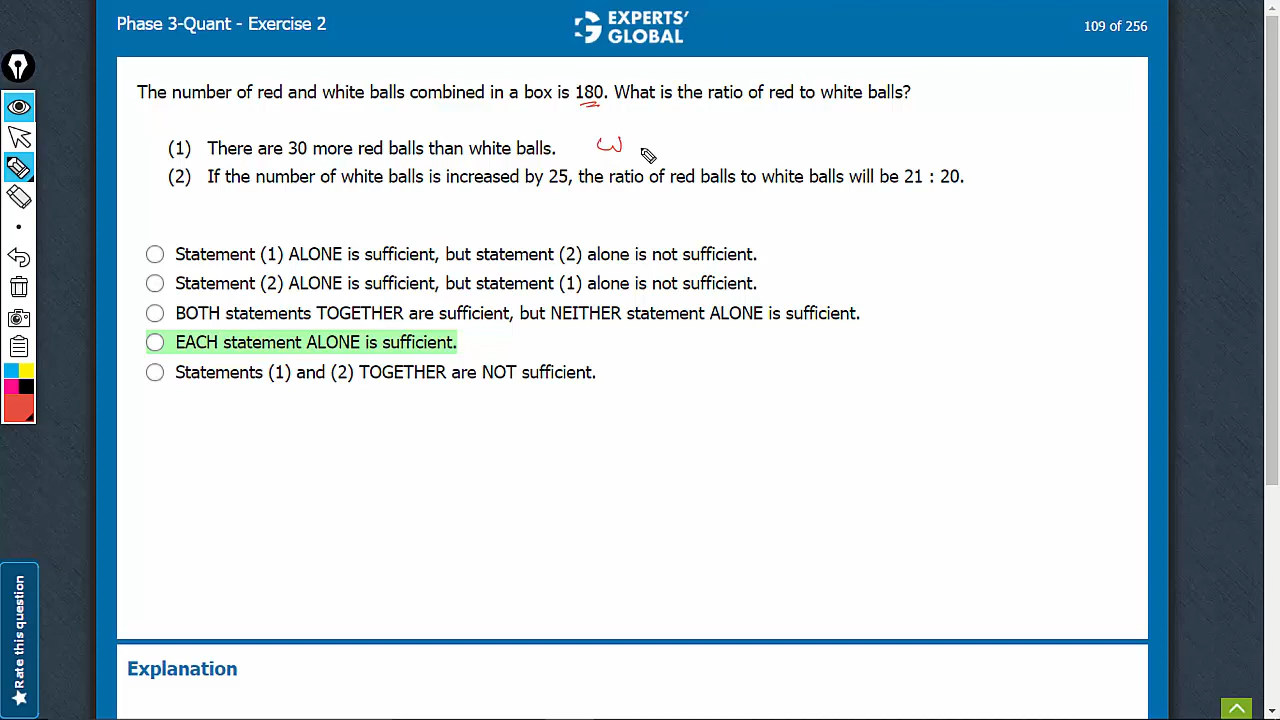 Phase 3-Quant - Exercise 2
EXPERTS'
GLOBAL
109 of 256
The number of red and white balls combined in a box is 180. What is the ratio of red to white balls?
(1) There are 30 more red balls than white balls.
W
(2) If the number of white balls is increased by 25, the ratio of red balls to white balls will be 21 : 20.
Statement (1) ALONE is sufficient, but statement (2) alone is not sufficient.
Statement (2) ALONE is sufficient, but statement (1) alone is not sufficient.
BOTH statements TOGETHER are sufficient, but NEITHER statement ALONE is sufficient.
EACH statement ALONE is sufficient.
Statements (1) and (2) TOGETHER are NOT sufficient.
Rate this question
Explanation